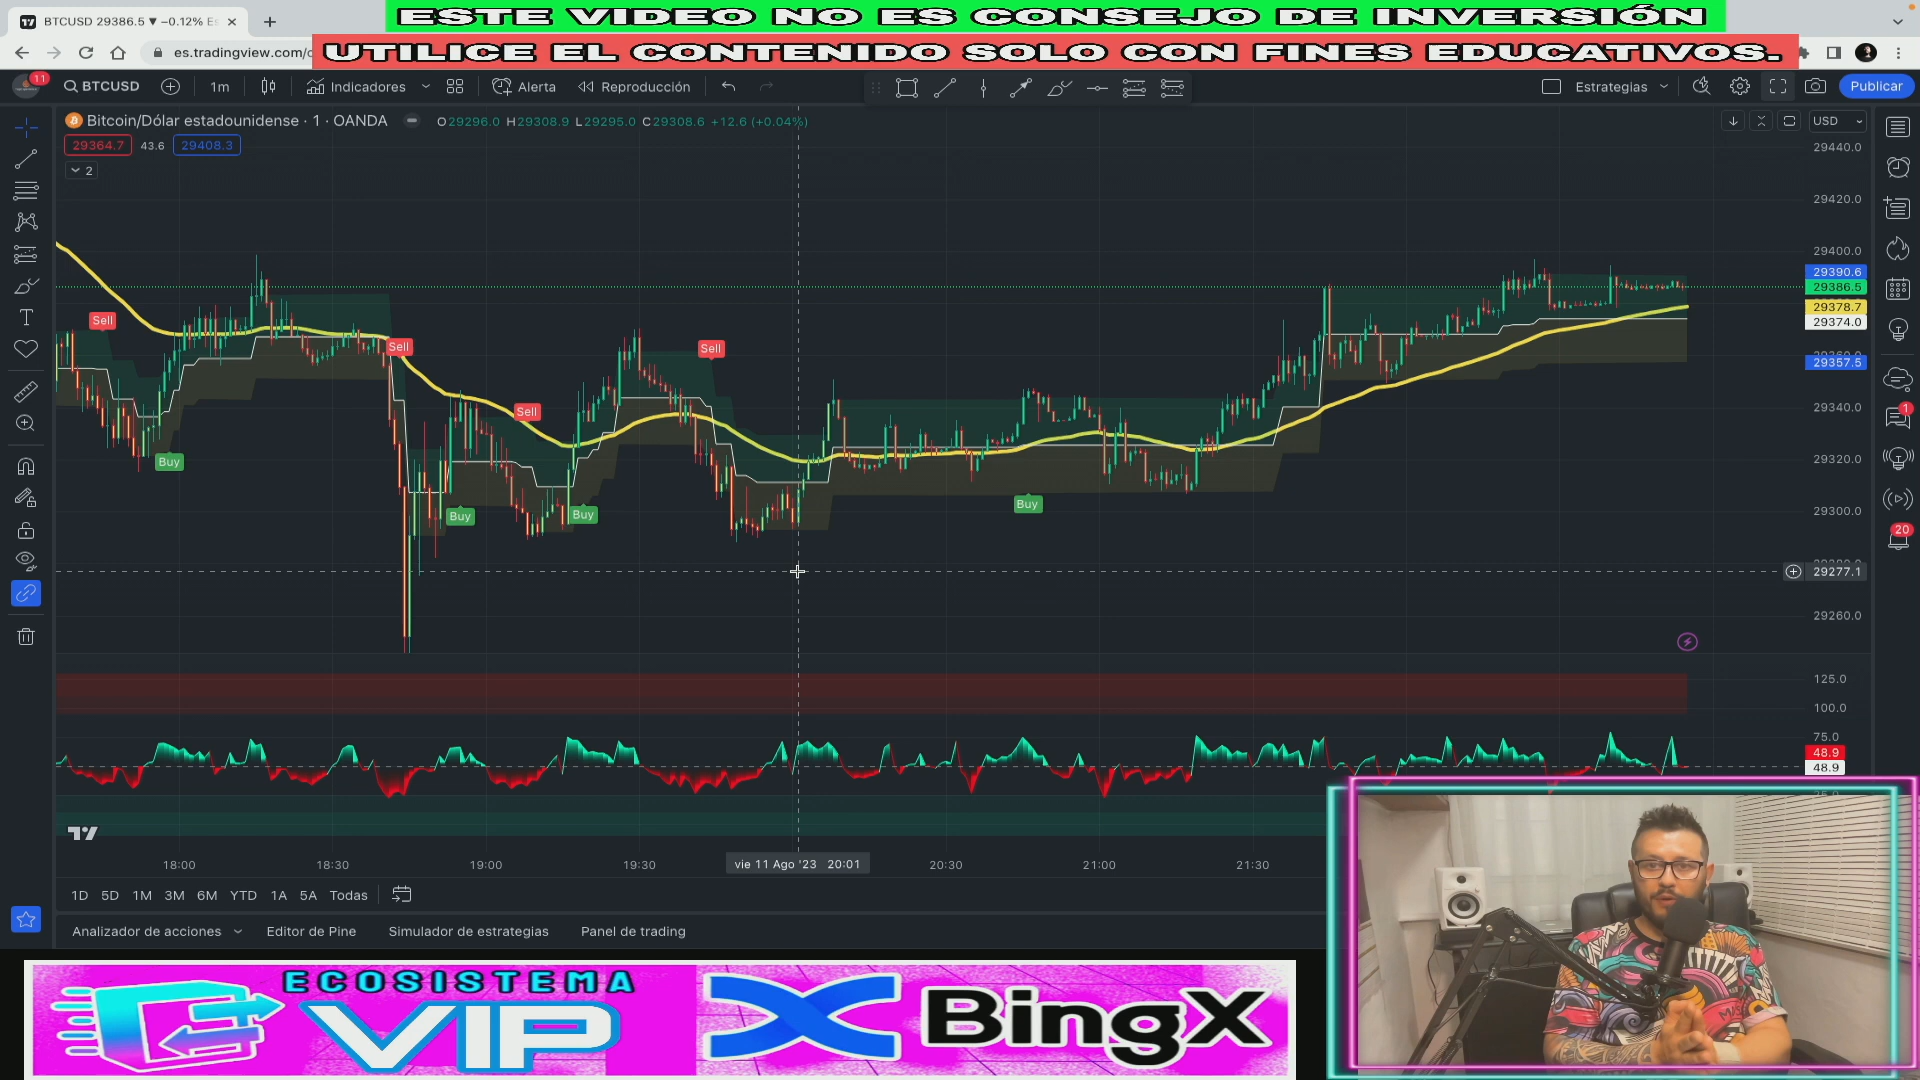 BTCUSD 29386.5 ▼ −0.12% Es
ESTE VIDEO NO ES CONSEJO DE INVERSIÓN
es.tradingview.com/c
UTILICE EL CONTENIDO SOLO CON FINES EDUCATIVOS.
11
BTCUSD
1m
Indicadores
Alerta
Reproducción
Estrategias
Publicar
Bitcoin/Dólar estadounidense · 1 · OANDA
O29296.0 H29308.9 L29295.0 C29308.6 +12.6 (+0.04%)
USD
29364.7
43.6
29408.3
2
29440.0
29420.0
29400.0
29390.6
29386.5
29378.7
29374.0
29360.0
29357.5
29340.0
29320.0
29300.0
29277.1
29260.0
Sell
Sell
Sell
Sell
Buy
Buy
Buy
Buy
1
20
125.0
100.0
75.0
48.9
48.9
18:00
18:30
19:00
19:30
vie 11 Ago '23 20:01
20:30
21:00
21:30
1D 5D 1M 3M 6M YTD 1A 5A Todas
Analizador de acciones
Editor de Pine
Simulador de estrategias
Panel de trading
ECOSISTEMA
VIP
BingX